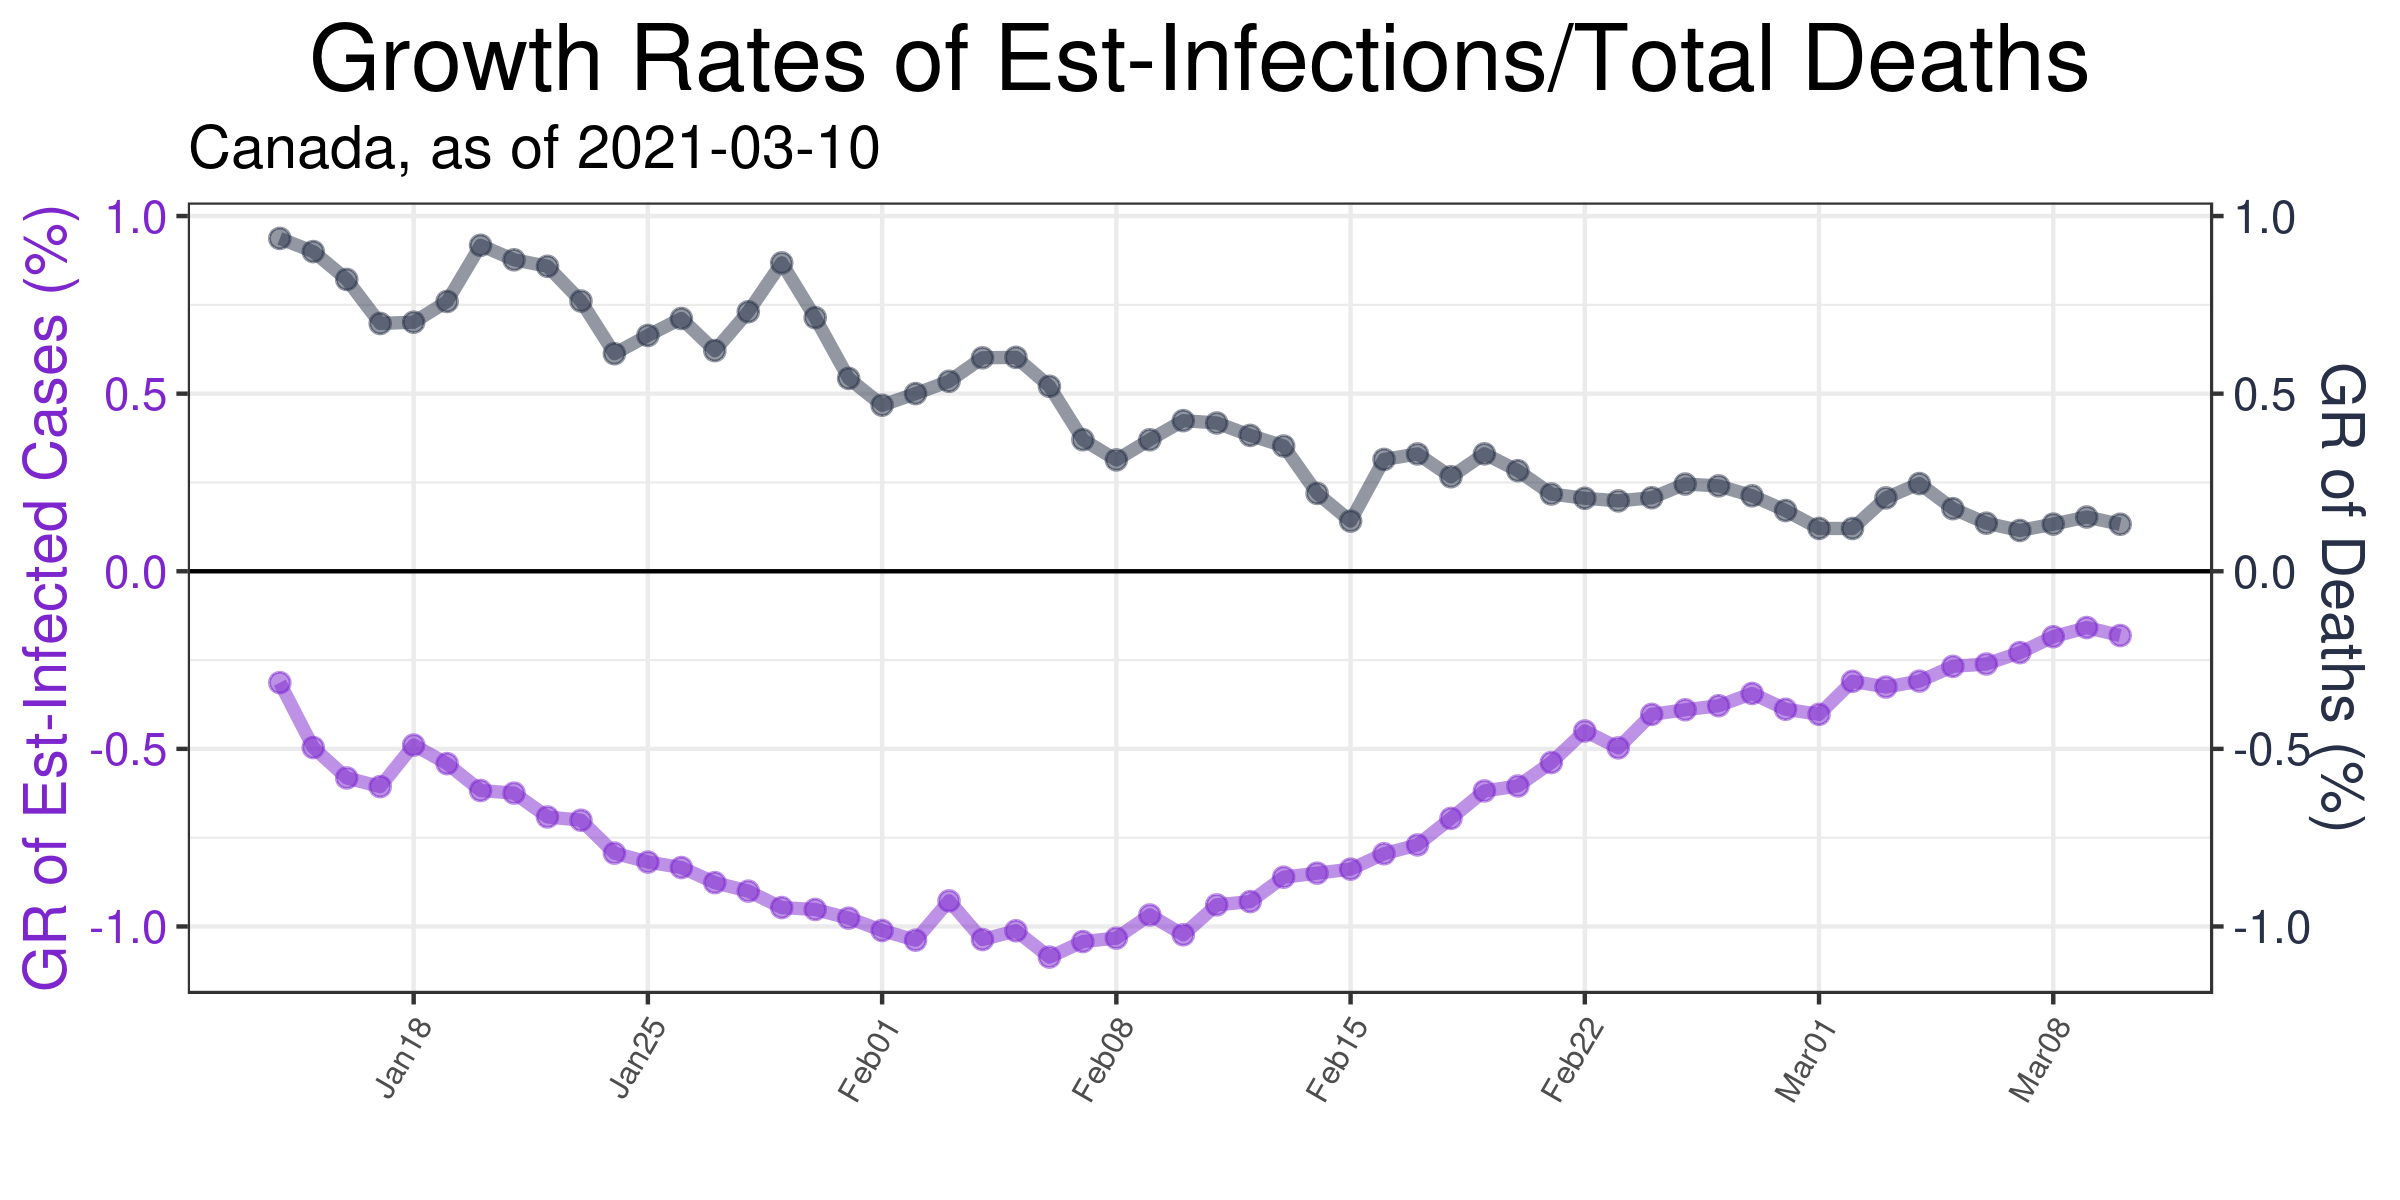 Growth Rates of Est-Infections/Total Deaths
Canada, as of 2021-03-10
GR of Est-Infected Cases (%)
1.0
0.5
0.0
-0.5
-1.0
1.0
0.5
0.0
-0.5
-1.0
GR of Deaths (%)
Jan18
Jan25
Feb01
Feb08
Feb15
Feb22
Mar01
Mar08